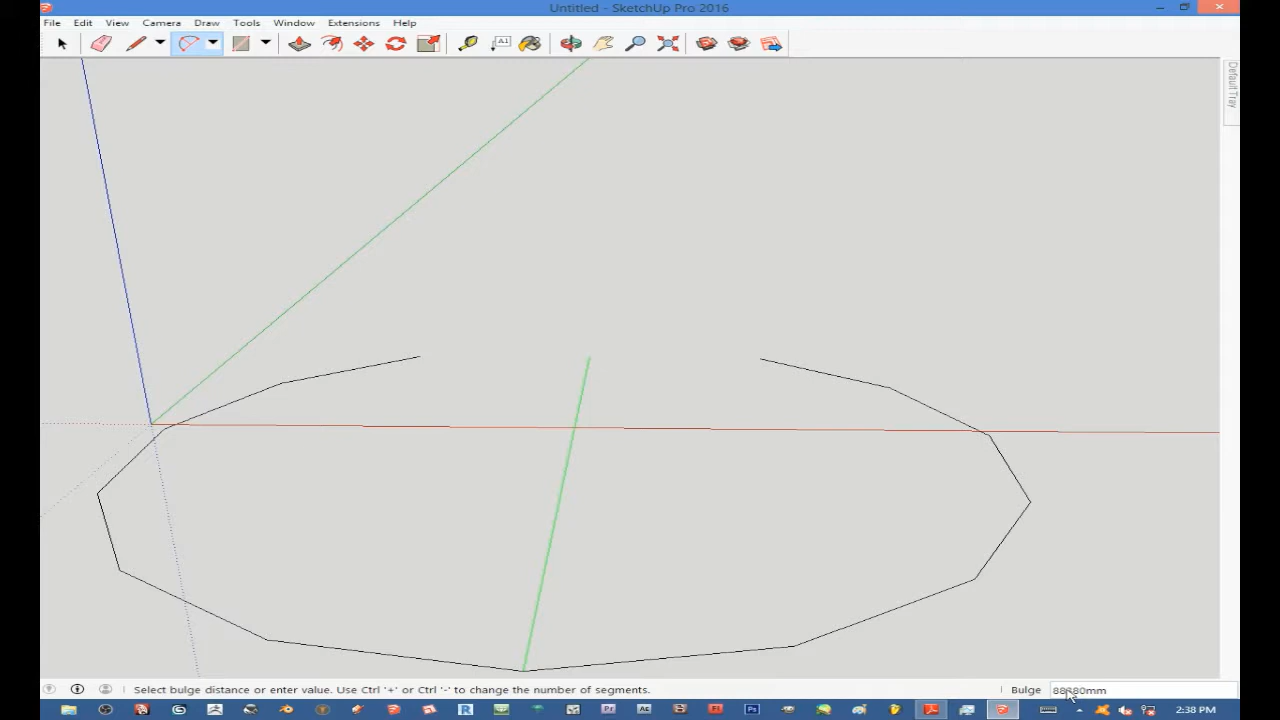 Untitled - SketchUp Pro 2016
File Edit View Camera Draw Tools Window Extensions Help
A1
Default Tray
Select bulge distance or enter value. Use Ctrl '+' or Ctrl '-' to change the number of segments.
Bulge
2:38 PM